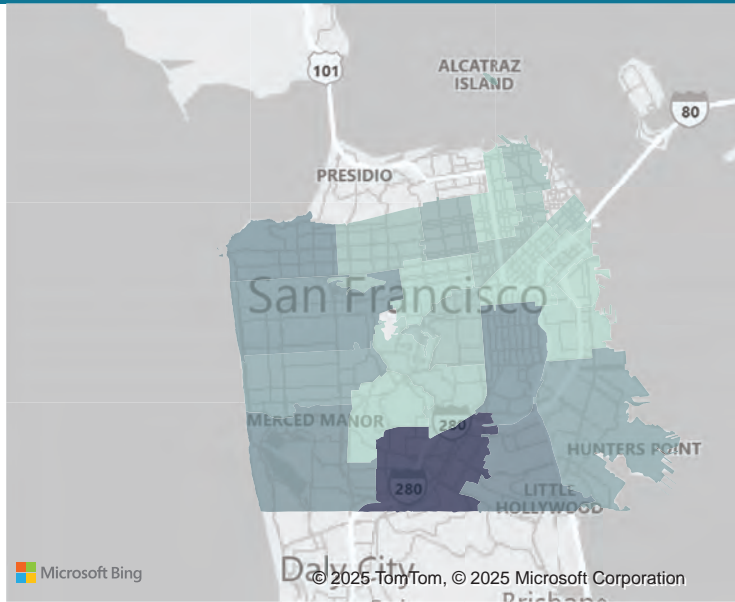 101
ALCATRAZ
ISLAND
80
PRESIDIO
San Francisco
MERCED MANOR
280
HUNTERS POINT
280
LITTLE
HOLLYWOOD
Daly City
Microsoft Bing
© 2025 TomTom, © 2025 Microsoft Corporation
Brisbane